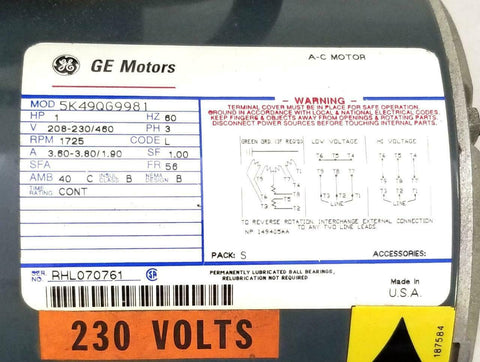 GE Motors
A-C MOTOR
MOD 5K49QG9981
HP 1 HZ 60
V 208-230/460 PH 3
RPM 1725 CODE L
A 3.60-3.80/1.90 SF 1.00
SFA FR 56
AMB 40 C INSUL CLASS B NEMA DESIGN B
TIME RATING CONT
– WARNING –
TERMINAL COVER MUST BE IN PLACE FOR SAFE OPERATION.
GROUND IN ACCORDANCE WITH LOCAL & NATIONAL ELECTRICAL CODES.
KEEP FINGERS & OBJECTS AWAY FROM OPENINGS & ROTATING PARTS.
DISCONNECT POWER SOURCES BEFORE TOUCHING INTERNAL PARTS.
LOW VOLTAGE
T6 T4 T5
TO REVERSE ROTATION INTERCHANGE EXTERNAL CONNECTION
TO ANY TWO LINE LEADS.
PACK: S
ACCESSORIES:
SER. NO. RHL070761
PERMANENTLY LUBRICATED BALL BEARINGS,
RELUBRICATION NOT REQUIRED
Made in
U.S.A.
230 VOLTS
187584